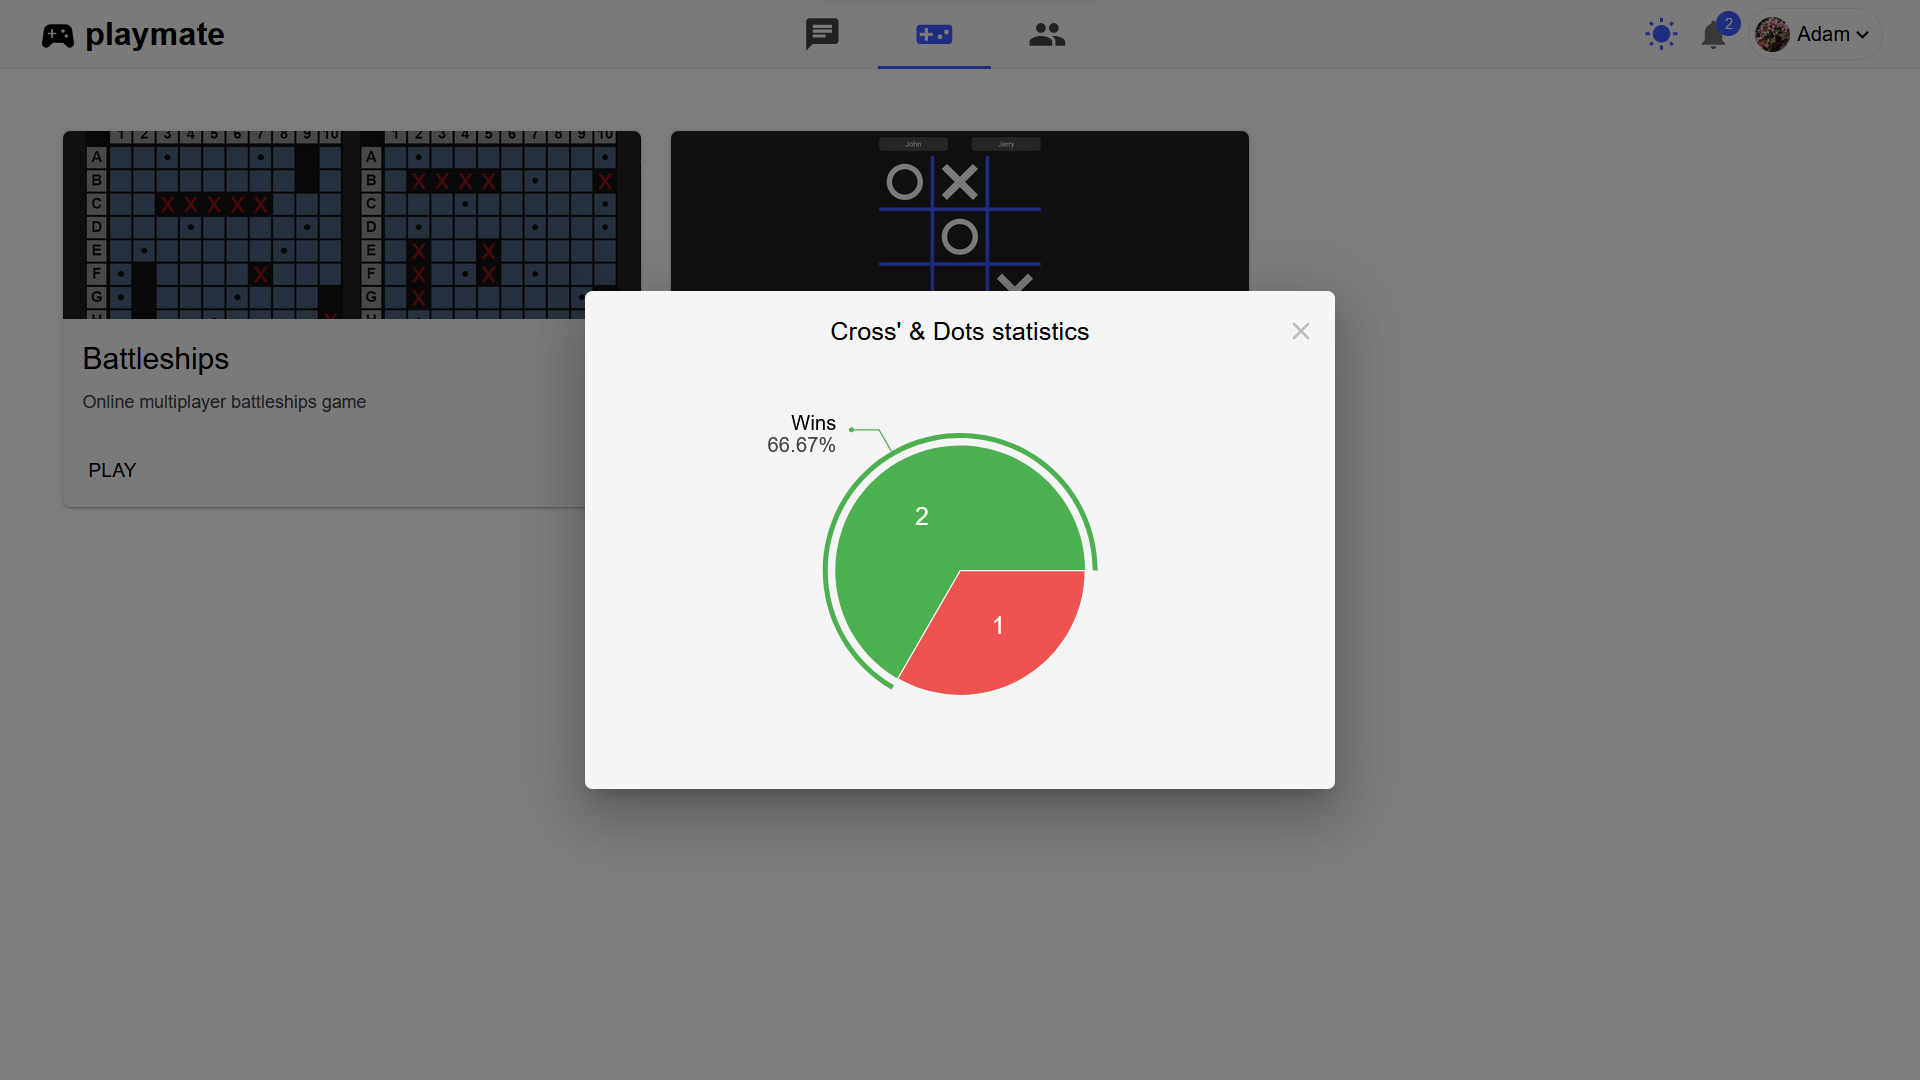 playmate
2
Adam
1 2 3 4 5 6 7 8 9 10
A
B
X X X X X
C
D
E
F X
G
1 2 3 4 5 6 7 8 9 10
A
B X X X X X
C
D
E X X
F X X
G X
John
Jerry
Battleships
Online multiplayer battleships game
PLAY
Cross' & Dots statistics
Wins
66.67%
2
1